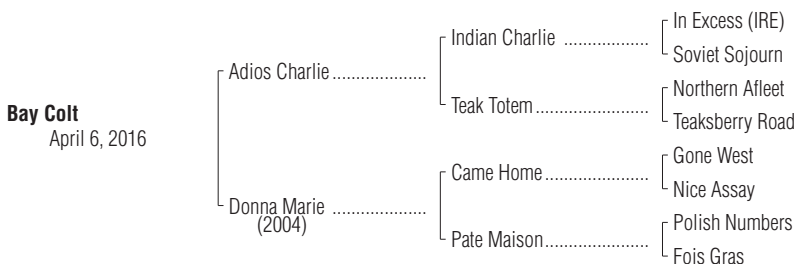 Bay Colt
April 6, 2016
Adios Charlie
Donna Marie
(2004)
Indian Charlie
Teak Totem
Came Home
Pate Maison
In Excess (IRE)
Soviet Sojourn
Northern Afleet
Teaksberry Road
Gone West
Nice Assay
Polish Numbers
Fois Gras